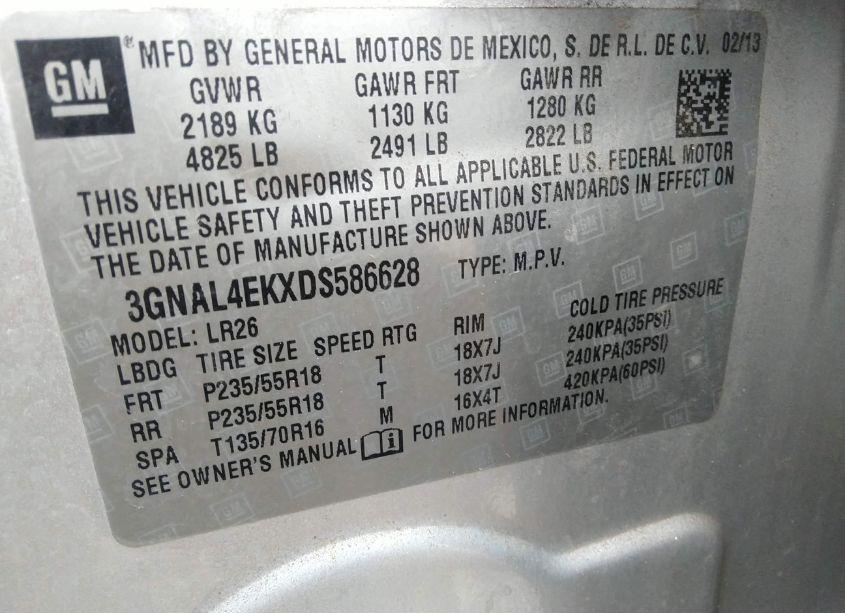 GM
MFD BY GENERAL MOTORS DE MEXICO, S. DE R.L. DE C.V. 02/13
GVWR GAWR FRT GAWR RR
2189 KG 1130 KG 1280 KG
4825 LB 2491 LB 2822 LB
THIS VEHICLE CONFORMS TO ALL APPLICABLE U.S. FEDERAL MOTOR
VEHICLE SAFETY AND THEFT PREVENTION STANDARDS IN EFFECT ON
THE DATE OF MANUFACTURE SHOWN ABOVE.
3GNAL4EKXDS586628 TYPE: M.P.V.
MODEL: LR26
LBDG TIRE SIZE SPEED RTG RIM COLD TIRE PRESSURE
FRT P235/55R18 T 18X7J 240KPA(35PSI)
RR P235/55R18 T 18X7J 240KPA(35PSI)
SPA T135/70R16 M 16X4T 420KPA(60PSI)
SEE OWNER'S MANUAL FOR MORE INFORMATION.